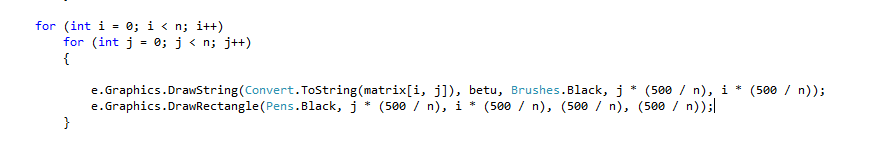 for (int i = 0; i < n; i++)
for (int j = 0; j < n; j++)
{
e.Graphics.DrawString(Convert.ToString(matrix[i, j]), betu, Brushes.Black, j * (500 / n), i * (500 / n));
e.Graphics.DrawRectangle(Pens.Black, j * (500 / n), i * (500 / n), (500 / n), (500 / n));
}